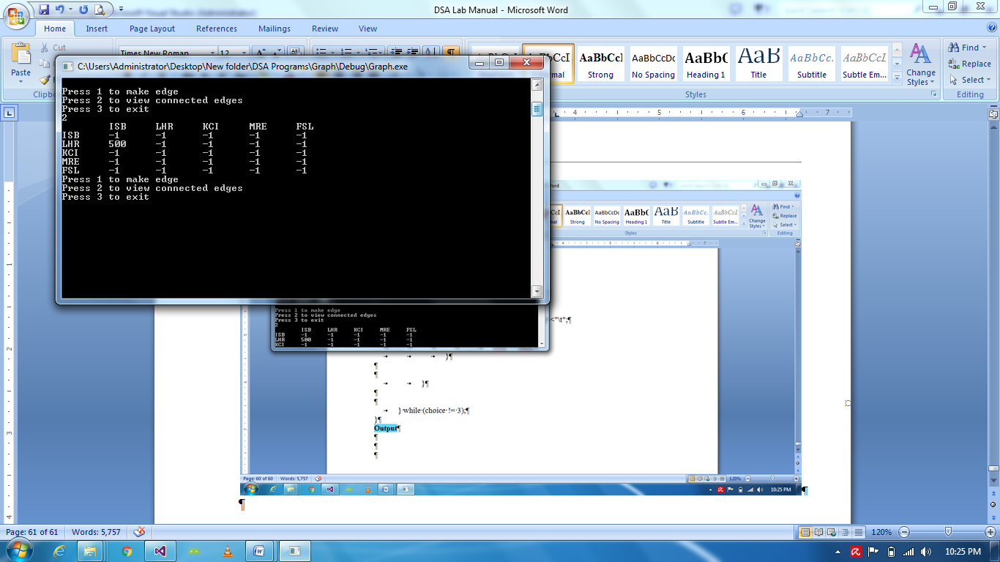 DSA Lab Manual - Microsoft Word
Home Insert Page Layout References Mailings Review View
Paste
Cut
Times New Roman 12
AaBbCcI AaBbCcDc AaBbC AaB AaBbCc. AaBbCcI
Strong No Spacing Heading 1 Title Subtitle Subtle Em...
Change Styles
Find
Replace
Select
Styles Editing
C:\Users\Administrator\Desktop\New folder\DSA Programs\Graph\Debug\Graph.exe
Press 1 to make edge
Press 2 to view connected edges
Press 3 to exit
2
ISB LHR KCI MRE FSL
ISB -1 -1 -1 -1 -1
LHR 500 -1 -1 -1 -1
KCI -1 -1 -1 -1 -1
MRE -1 -1 -1 -1 -1
FSL -1 -1 -1 -1 -1
Press 1 to make edge
Press 2 to view connected edges
Press 3 to exit
4 5 6 7
AaBbCcI AaBbCcDc AaBbC AaB AaBbCc. AaBbCcI
Strong No Spacing Heading 1 Title Subtitle Subtle Em...
Change Styles
Find
Replace
Select
Styles Editing
Press 1 to make edge
Press 2 to view connected edges
Press 3 to exit
2
ISB LHR KCI MRE FSL
ISB -1 -1 -1 -1 -1
LHR 500 -1 -1 -1 -1
KCI -1 -1 -1 -1 -1
<"\t";¶
}¶
¶
¶
}¶
¶
¶
} while (choice != 3);¶
}¶
Output¶
¶
¶
¶
Page: 60 of 60 Words: 5,757 120%
10:25 PM
¶
¶
Page: 61 of 61 Words: 5,757 120%
10:25 PM